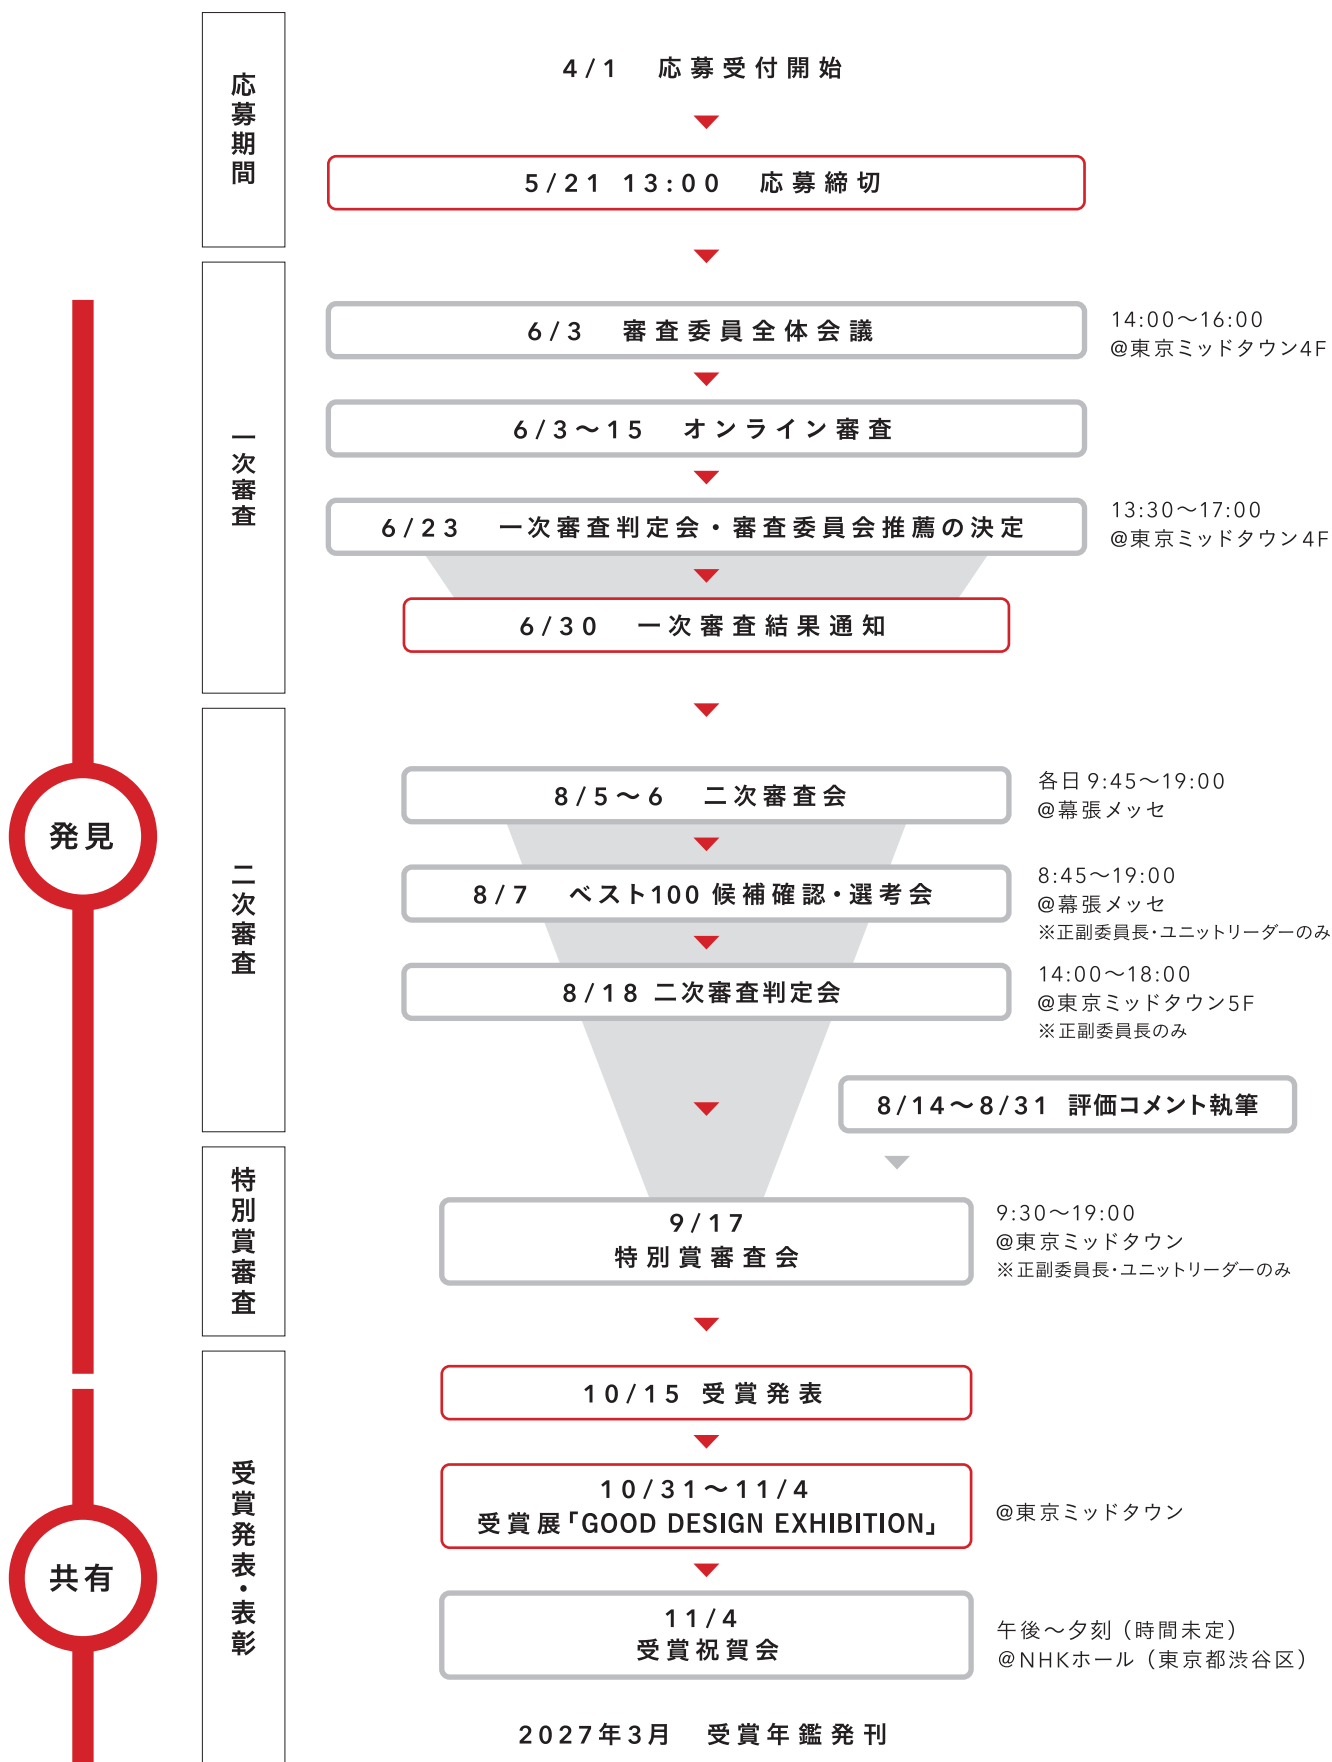 応募期間
4/1 応募受付開始
5/21 13:00 応募締切
一次審査
6/3 審査委員全体会議
14:00〜16:00
@東京ミッドタウン4F
6/3〜15 オンライン審査
6/23 一次審査判定会・審査委員会推薦の決定
13:30〜17:00
@東京ミッドタウン4F
6/30 一次審査結果通知
発見
二次審査
8/5〜6 二次審査会
各日 9:45〜19:00
@幕張メッセ
8/7 ベスト100 候補確認・選考会
8:45〜19:00
@幕張メッセ
※正副委員長・ユニットリーダーのみ
8/18 二次審査判定会
14:00〜18:00
@東京ミッドタウン5F
※正副委員長のみ
8/14〜8/31 評価コメント執筆
特別賞審査
9/17
特別賞審査会
9:30〜19:00
@東京ミッドタウン
※正副委員長・ユニットリーダーのみ
共有
受賞発表・表彰
10/15 受賞発表
10/31〜11/4
受賞展「GOOD DESIGN EXHIBITION」
@東京ミッドタウン
11/4
受賞祝賀会
午後〜夕刻（時間未定）
@NHKホール（東京都渋谷区）
2027年3月 受賞年鑑発刊